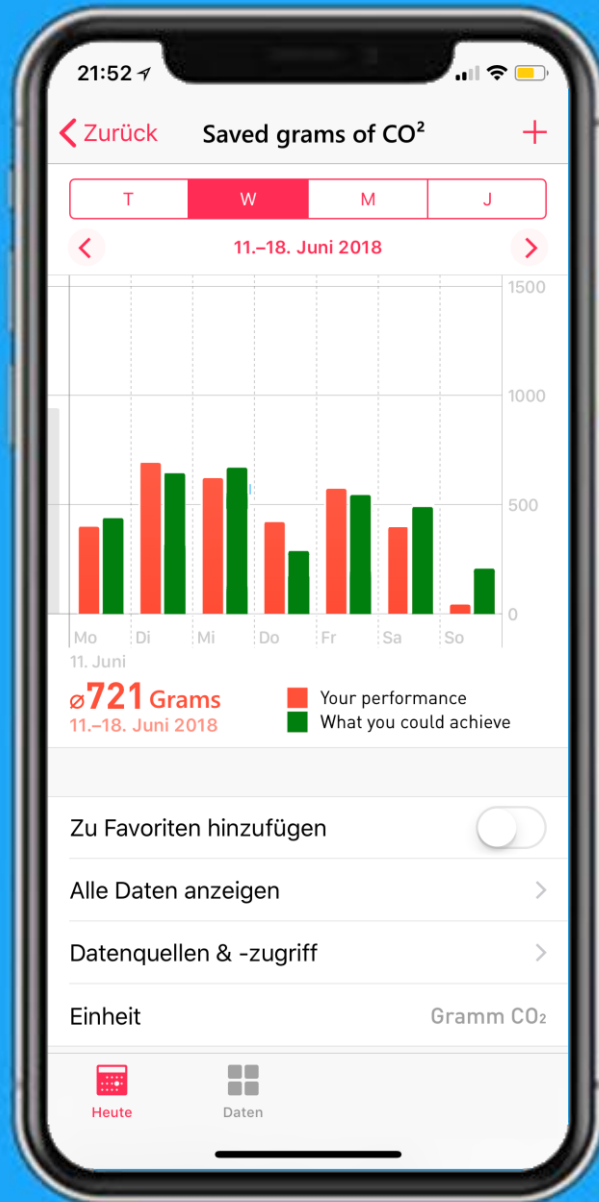 21:52
Zurück Saved grams of CO² +
T W M J
11.–18. Juni 2018
1500
1000
500
0
Mo Di Mi Do Fr Sa So
11. Juni
⌀721 Grams
11.–18. Juni 2018
Your performance
What you could achieve
Zu Favoriten hinzufügen
Alle Daten anzeigen
Datenquellen & -zugriff
Einheit Gramm CO₂
Heute Daten